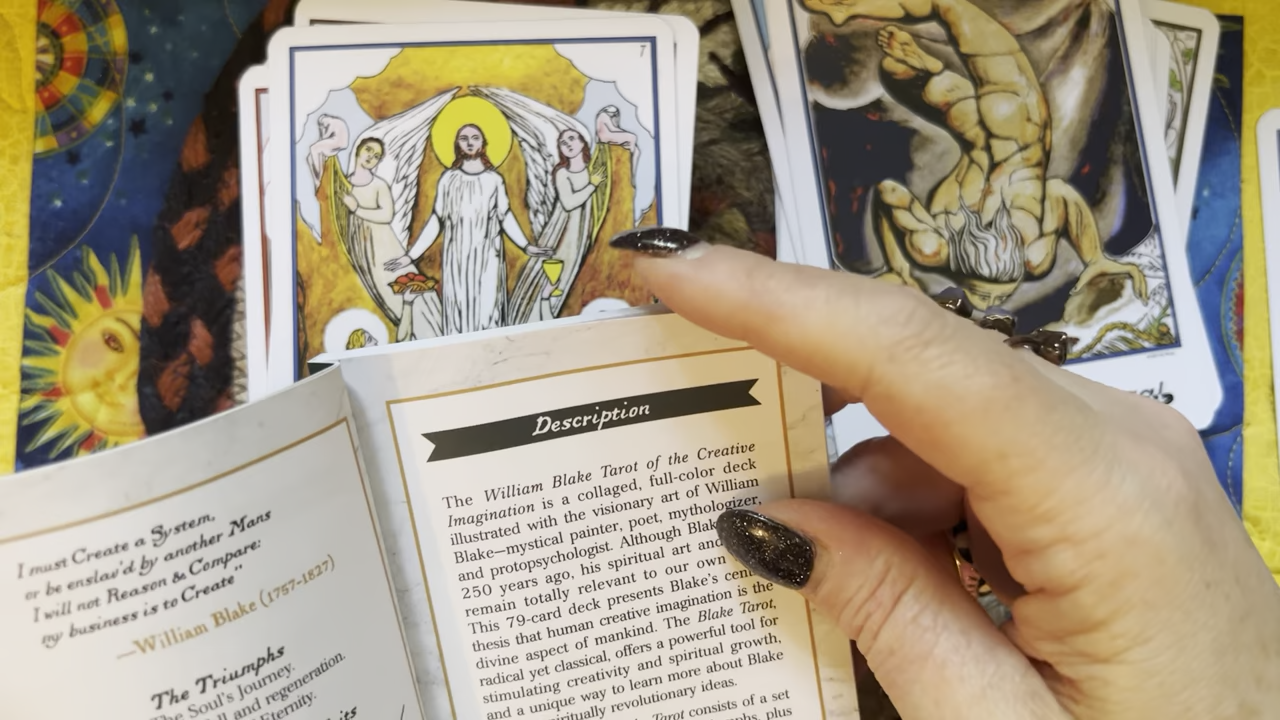 7
I must Create a System,
or be enslav'd by another Mans
I will not Reason & Compare:
my business is to Create"
—William Blake (1757-1827)
The Triumphs
The Soul's Journey.
and regeneration.
Eternity.
Description
The William Blake Tarot of the Creative
Imagination is a collaged, full-color deck
illustrated with the visionary art of William
Blake—mystical painter, poet, mythologizer,
and protopsychologist. Although
250 years ago, his spiritual art and
remain totally relevant to our own
This 79-card deck presents Blake's
thesis that human creative imagination is the
divine aspect of mankind. The Blake Tarot,
radical yet classical, offers a powerful tool for
stimulating creativity and spiritual growth,
and a unique way to learn more about Blake
revolutionary ideas.
Tarot consists of a set
plus